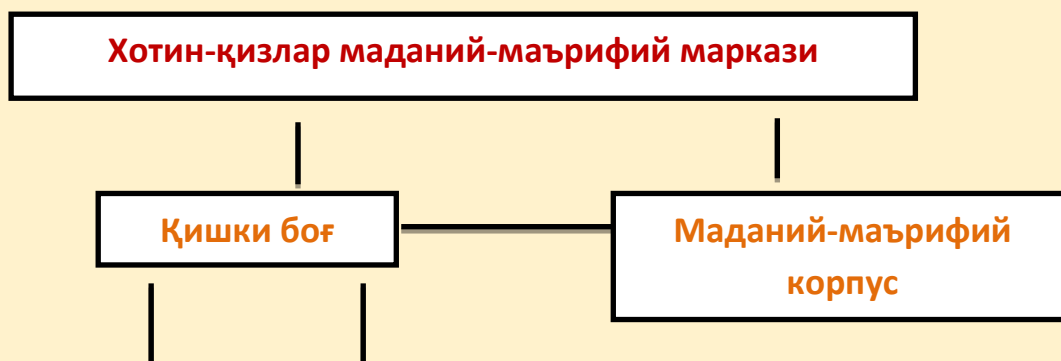 Хотин-қизлар маданий-маърифий маркази
Қишки боғ
Маданий-маърифий
корпус